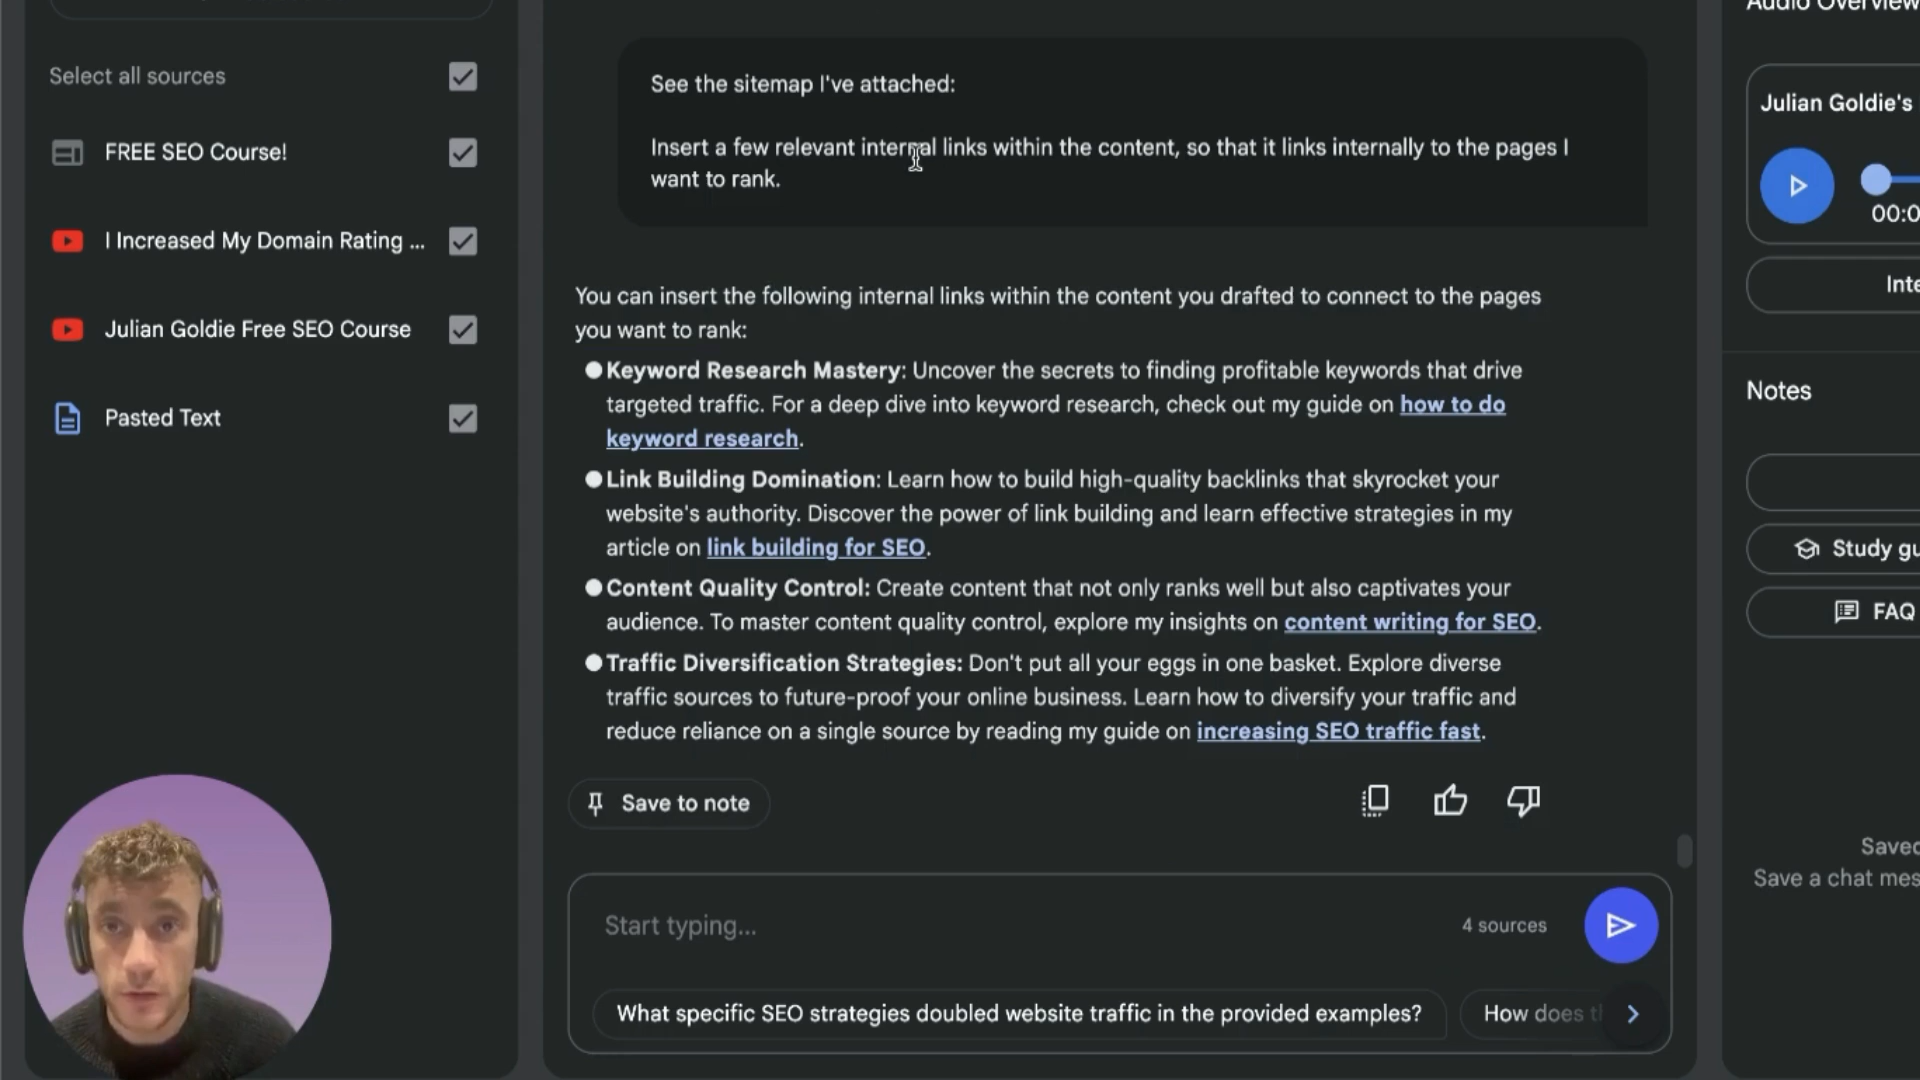 Select all sources
FREE SEO Course!
I Increased My Domain Rating ...
Julian Goldie Free SEO Course
Pasted Text
See the sitemap I've attached:
Insert a few relevant internal links within the content, so that it links internally to the pages I
want to rank.
You can insert the following internal links within the content you drafted to connect to the pages
you want to rank:
Keyword Research Mastery: Uncover the secrets to finding profitable keywords that drive
targeted traffic. For a deep dive into keyword research, check out my guide on how to do
keyword research.
Link Building Domination: Learn how to build high-quality backlinks that skyrocket your
website's authority. Discover the power of link building and learn effective strategies in my
article on link building for SEO.
Content Quality Control: Create content that not only ranks well but also captivates your
audience. To master content quality control, explore my insights on content writing for SEO.
Traffic Diversification Strategies: Don't put all your eggs in one basket. Explore diverse
traffic sources to future-proof your online business. Learn how to diversify your traffic and
reduce reliance on a single source by reading my guide on increasing SEO traffic fast.
Save to note
Start typing...
4 sources
What specific SEO strategies doubled website traffic in the provided examples?
How does
Audio Overview
Julian Goldie's
00:0
Inte
Notes
Study gu
FAQ
Saved
Save a chat mes